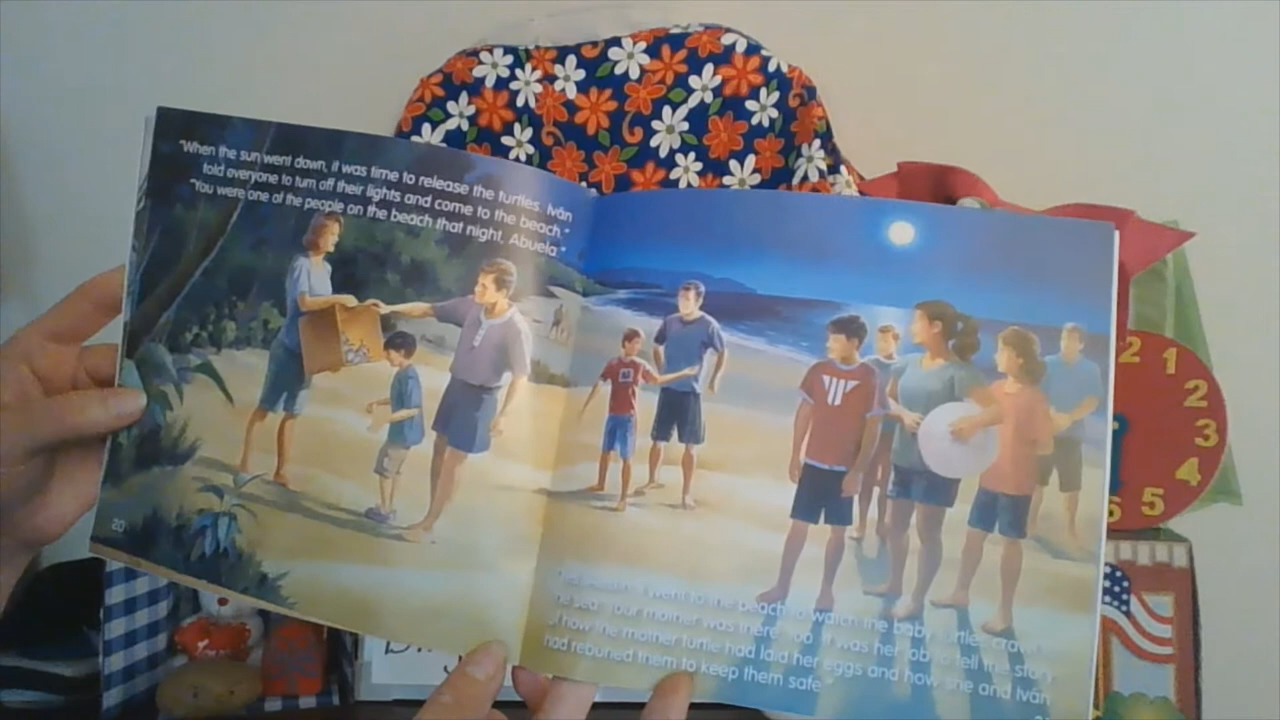 "When the sun went down, it was time to release the turtles. Iván
told everyone to turn off their lights and come to the beach."
"You were one of the people on the beach that night, Abuela."
20
went to the beach to watch the baby turtles crawl
sea. Your mother was there, too. It was her job to tell the story
of how the mother turtle had laid her eggs and how she and Iván
had reburied them to keep them safe
2
1
2
3
4
5
6